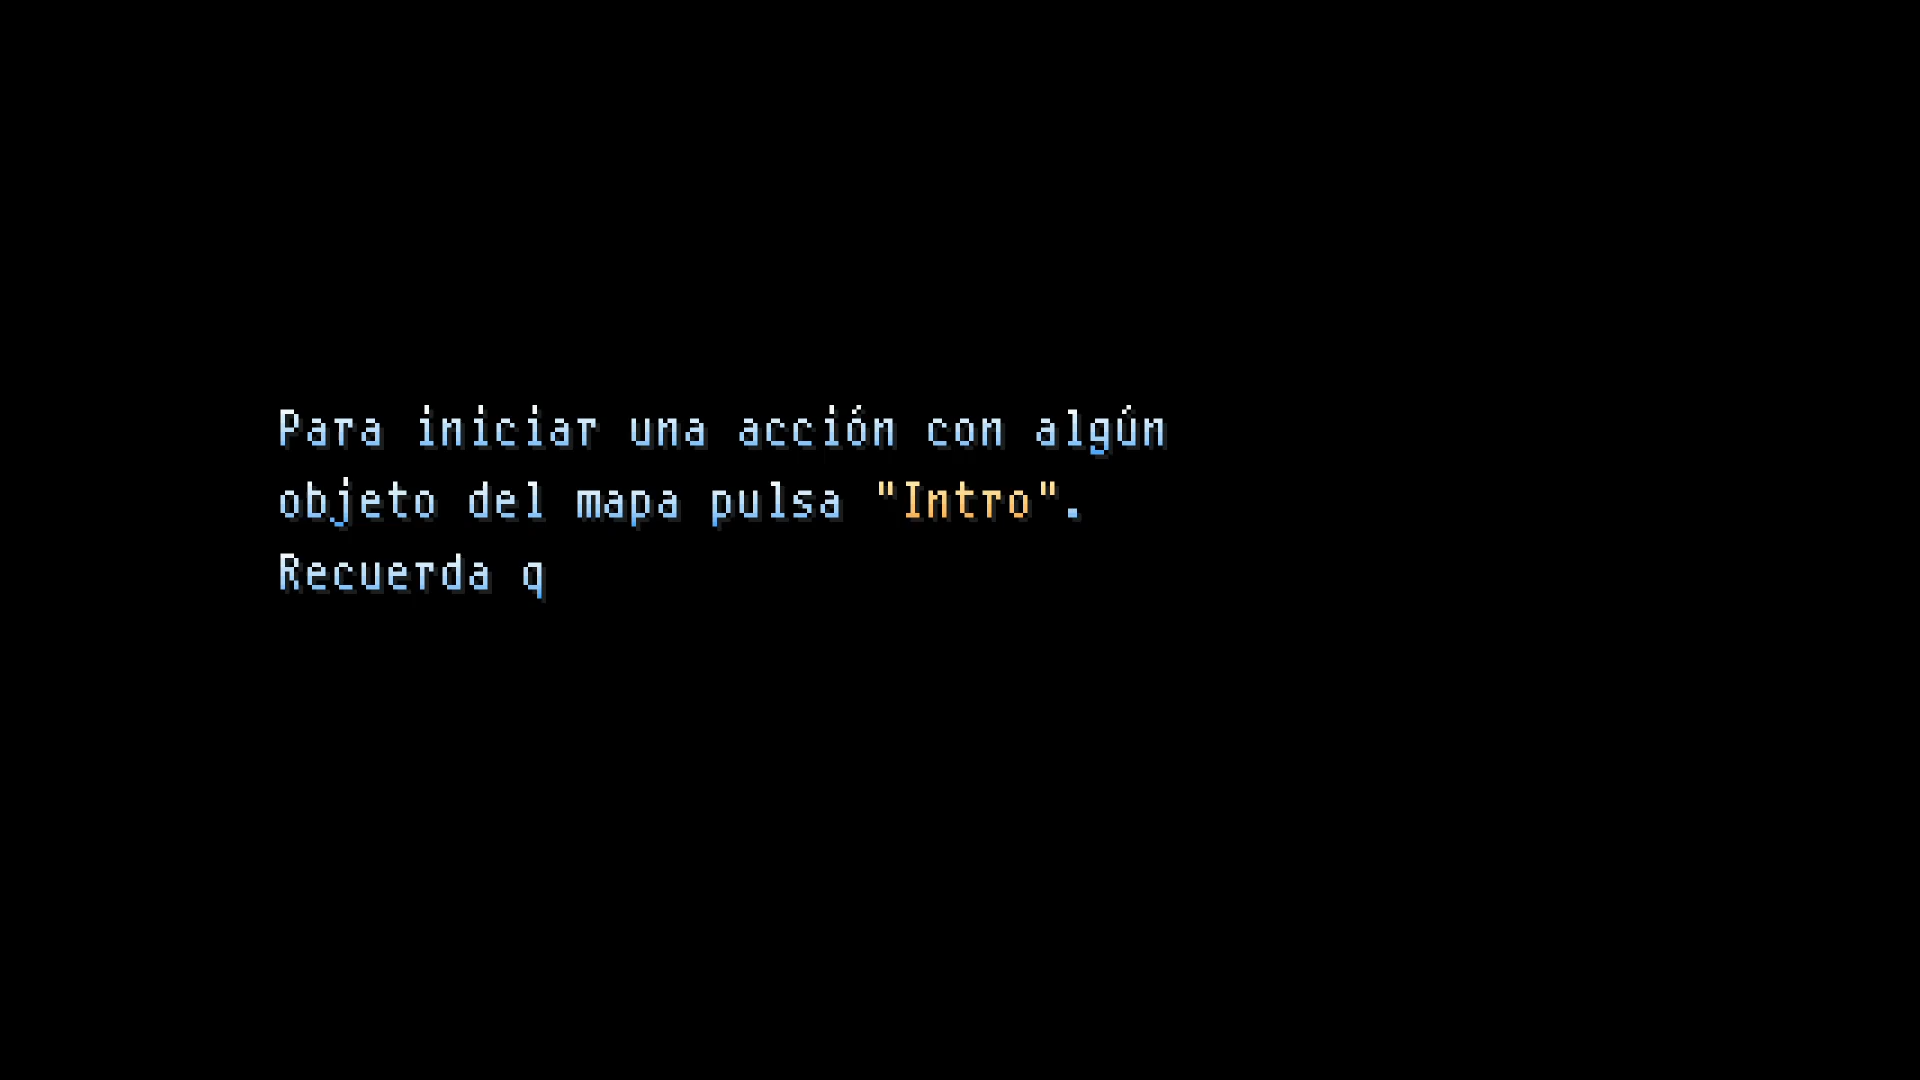 Para iniciar una acción con algún
objeto del mapa pulsa "Intro".
Recuerda q